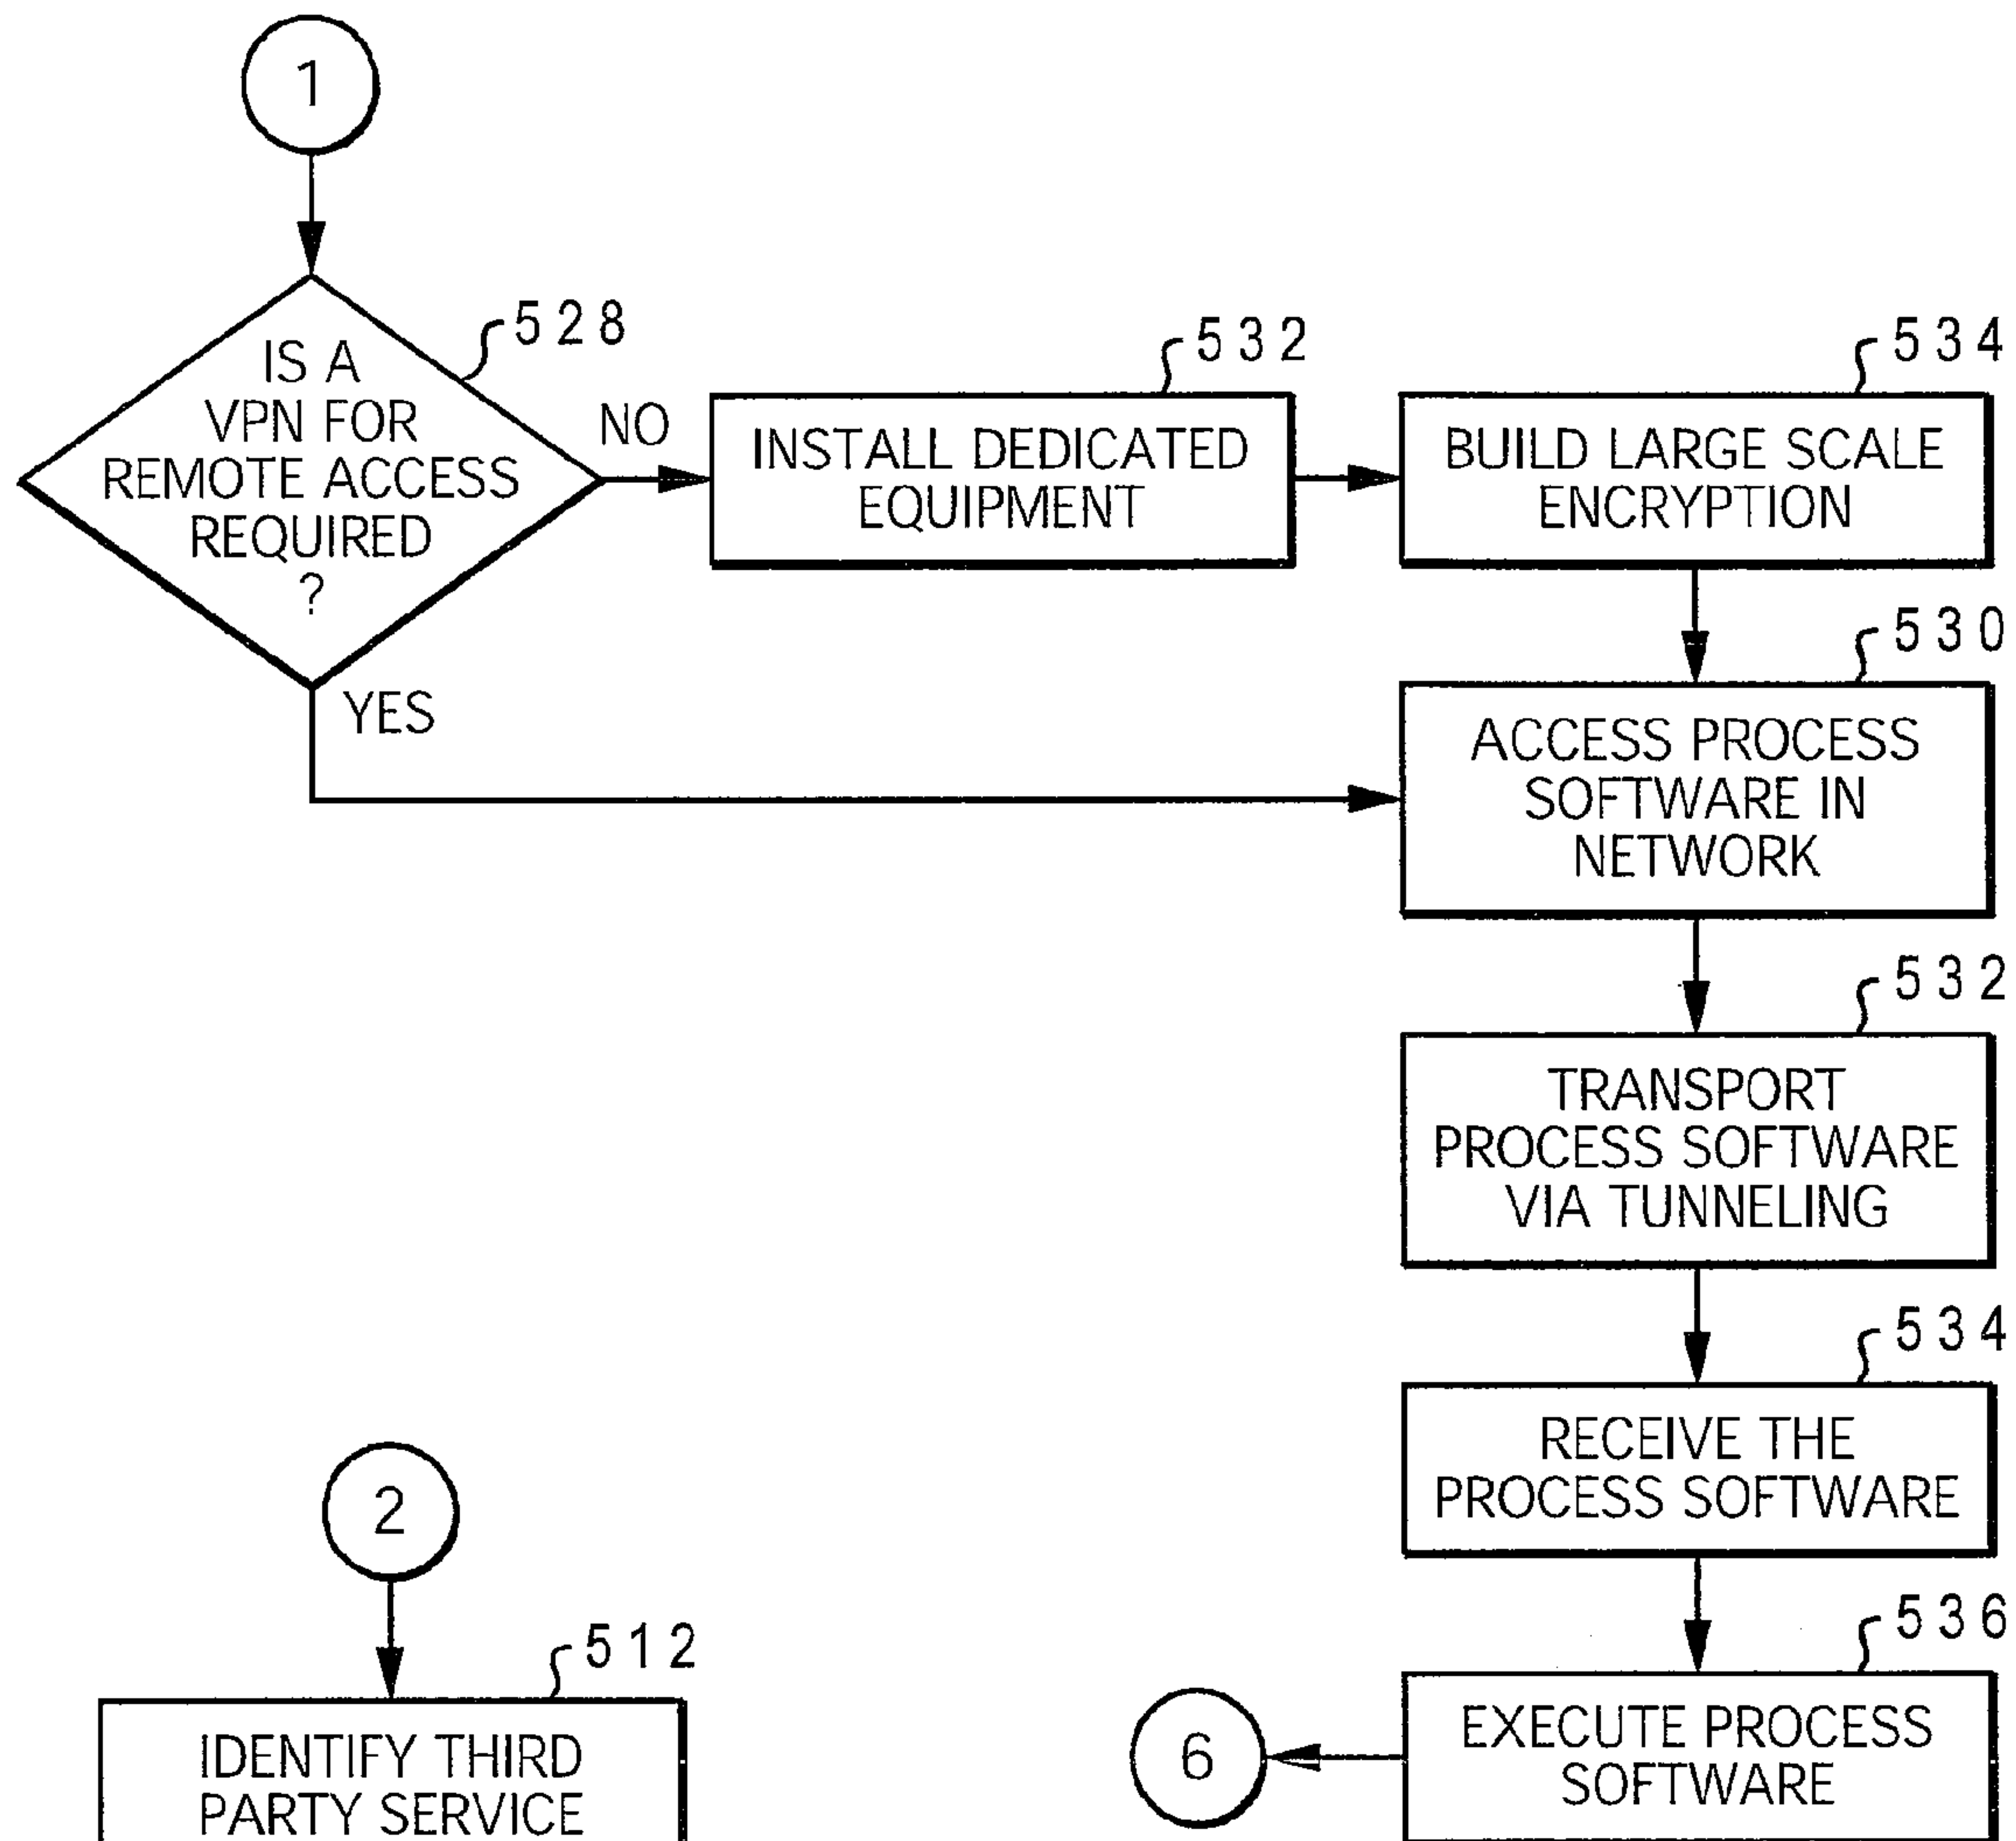 1
528
IS A
VPN FOR
REMOTE ACCESS
REQUIRED
?
NO
YES
532
INSTALL DEDICATED
EQUIPMENT
534
BUILD LARGE SCALE
ENCRYPTION
530
ACCESS PROCESS
SOFTWARE IN
NETWORK
532
TRANSPORT
PROCESS SOFTWARE
VIA TUNNELING
534
RECEIVE THE
PROCESS SOFTWARE
536
EXECUTE PROCESS
SOFTWARE
6
2
512
IDENTIFY THIRD
PARTY SERVICE